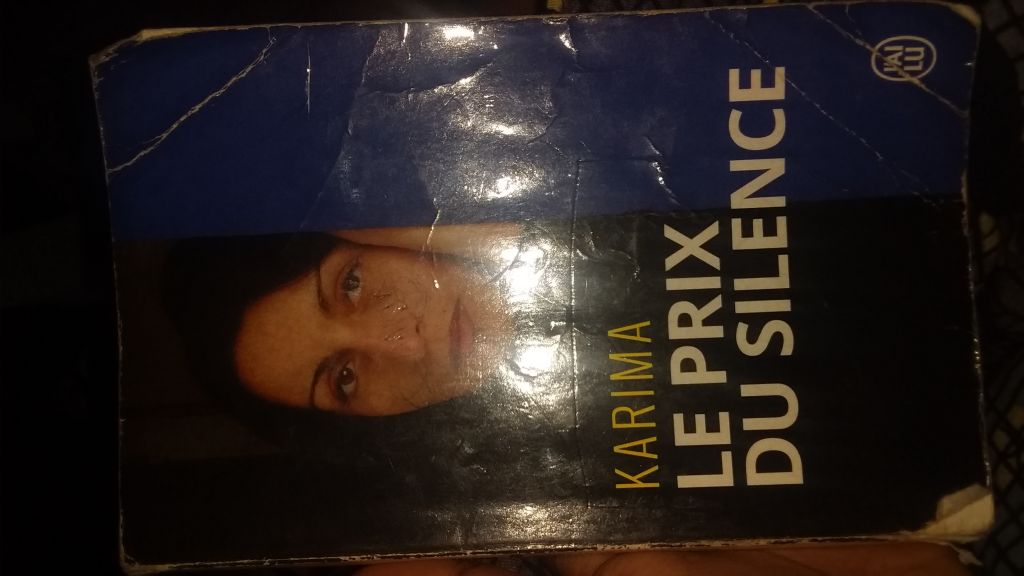 KARIMA
LE PRIX
DU SILENCE
J'AI
LU